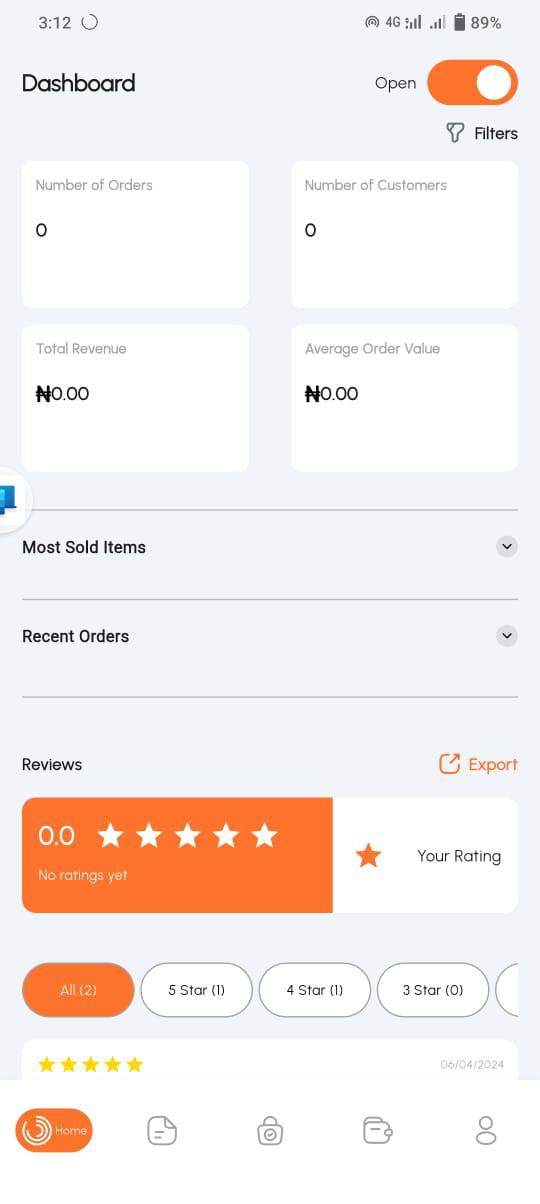 3:12 4G 89%
Dashboard Open
Filters
Number of Orders Number of Customers
0 0
Total Revenue Average Order Value
₦0.00 ₦0.00
Most Sold Items
Recent Orders
Reviews Export
0.0
No ratings yet
Your Rating
All (2) 5 Star (1) 4 Star (1) 3 Star (0)
06/04/2024
Home